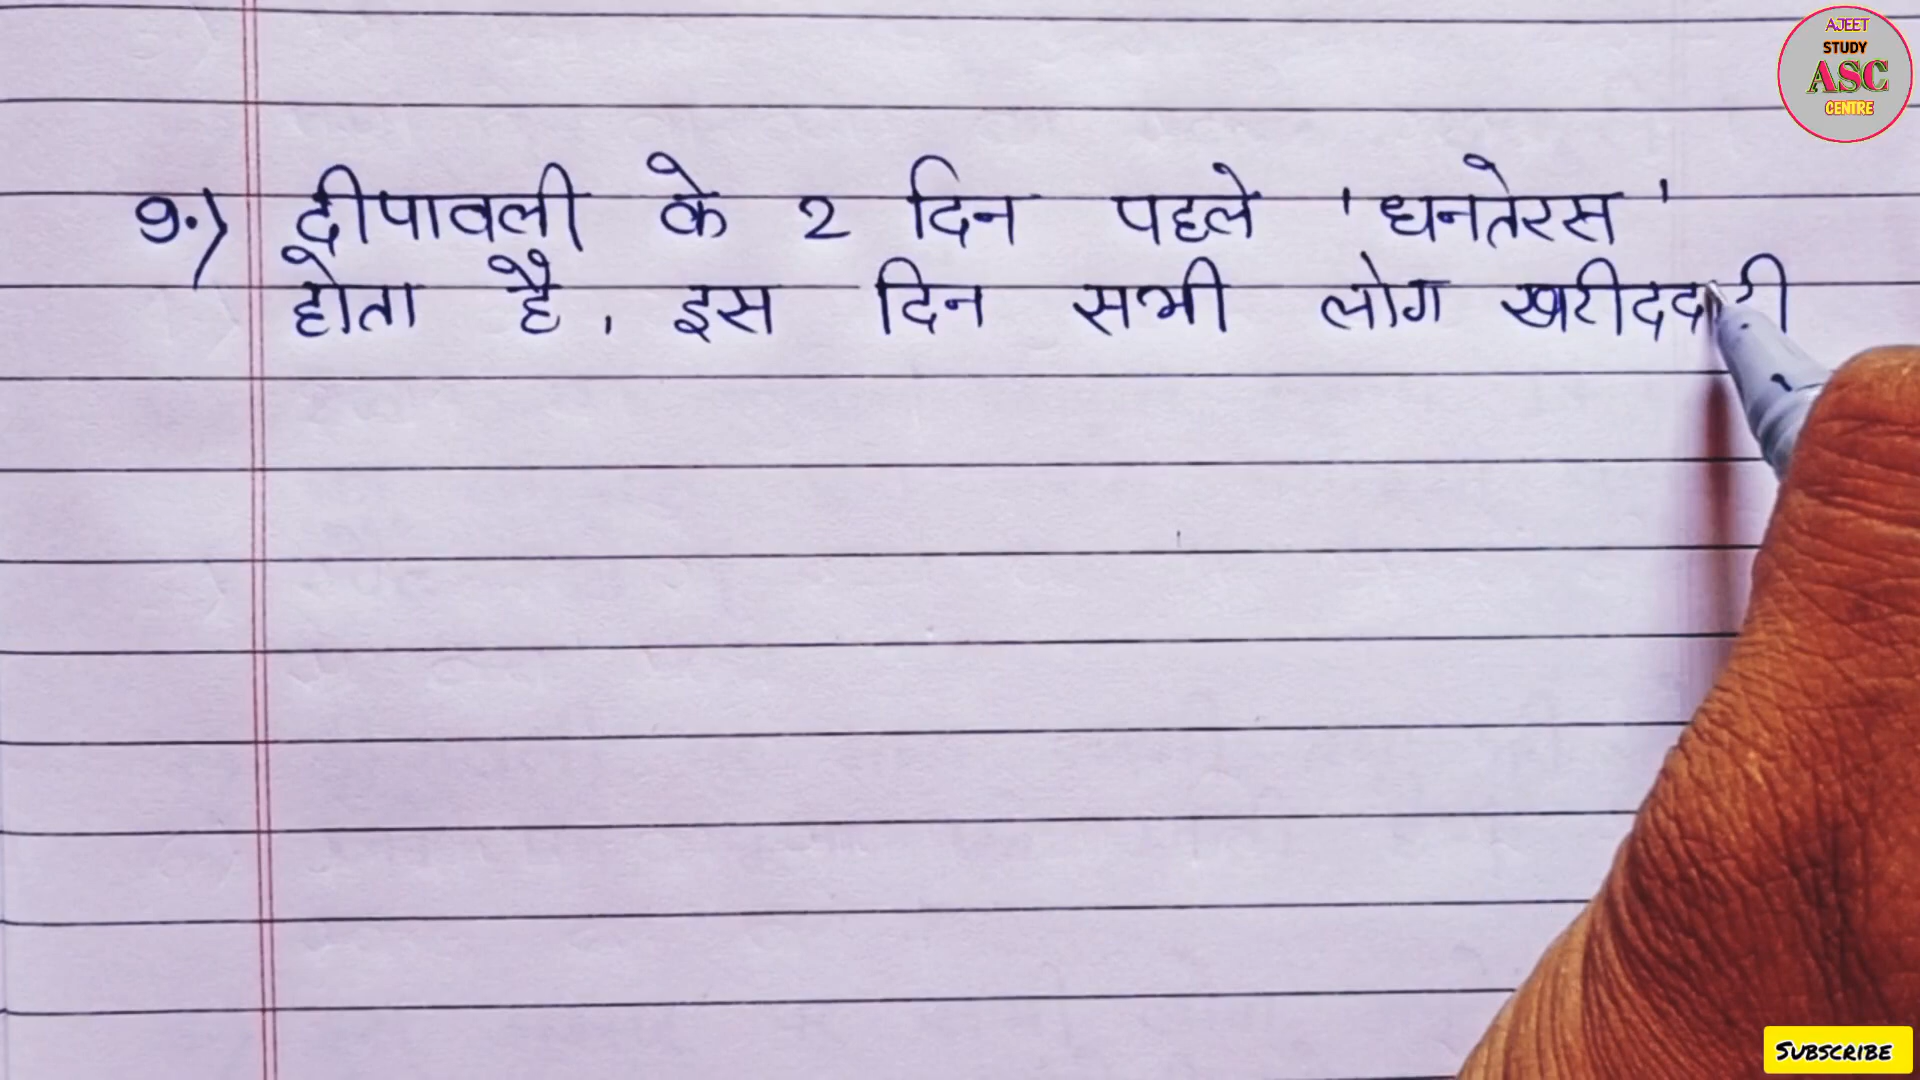 AJEET
STUDY
ASC
CENTRE
9.) दीपावली के 2 दिन पहले 'धनतेरस'
होता है, इस दिन सभी लोग खरीददारी
SUBSCRIBE